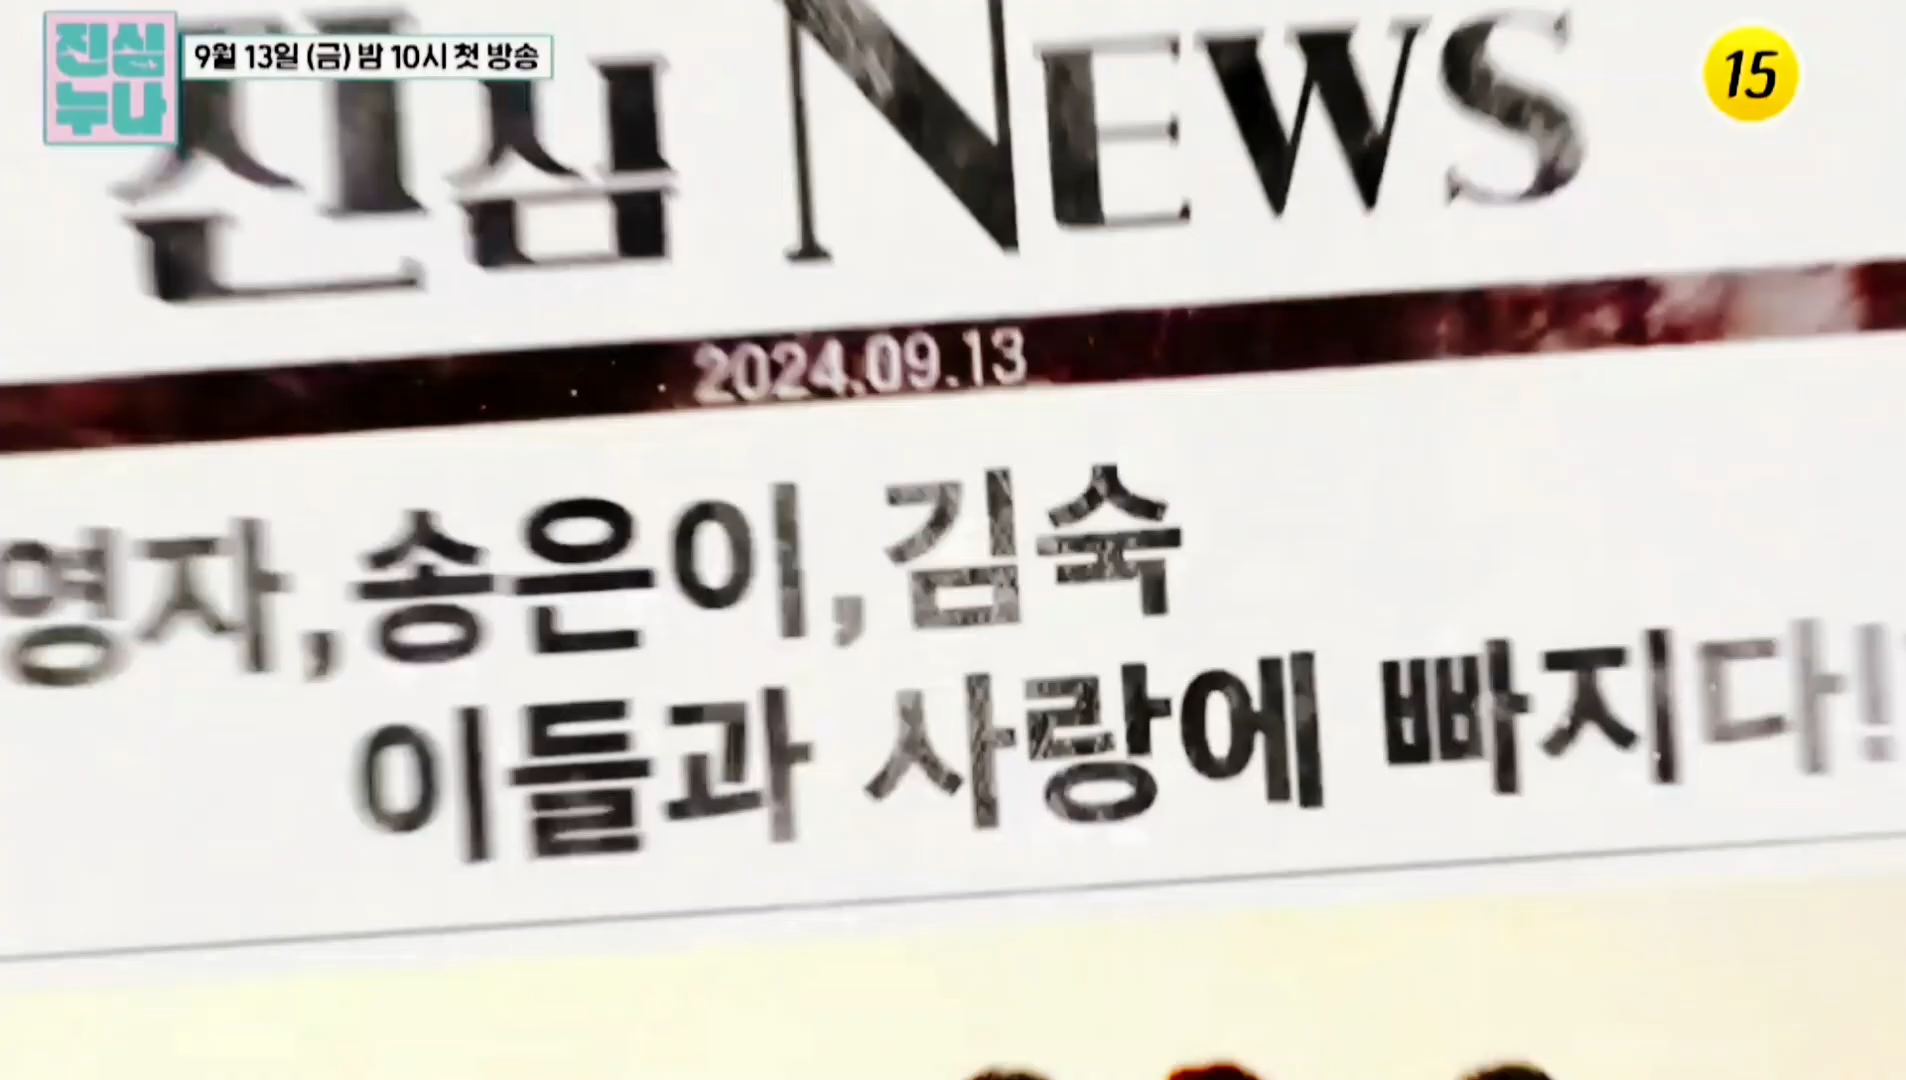 진심
누나
9월 13일 (금) 밤 10시 첫 방송
15
진심 NEWS
2024.09.13
영자,송은이,김숙
이들과 사랑에 빠지다!